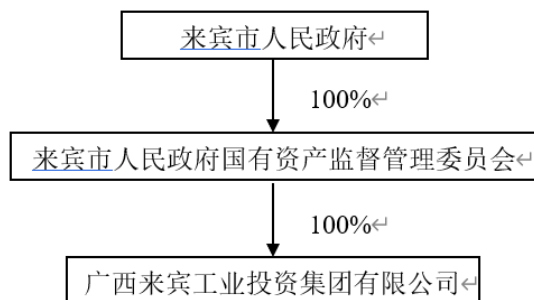 来宾市人民政府
100%
来宾市人民政府国有资产监督管理委员会
100%
广西来宾工业投资集团有限公司